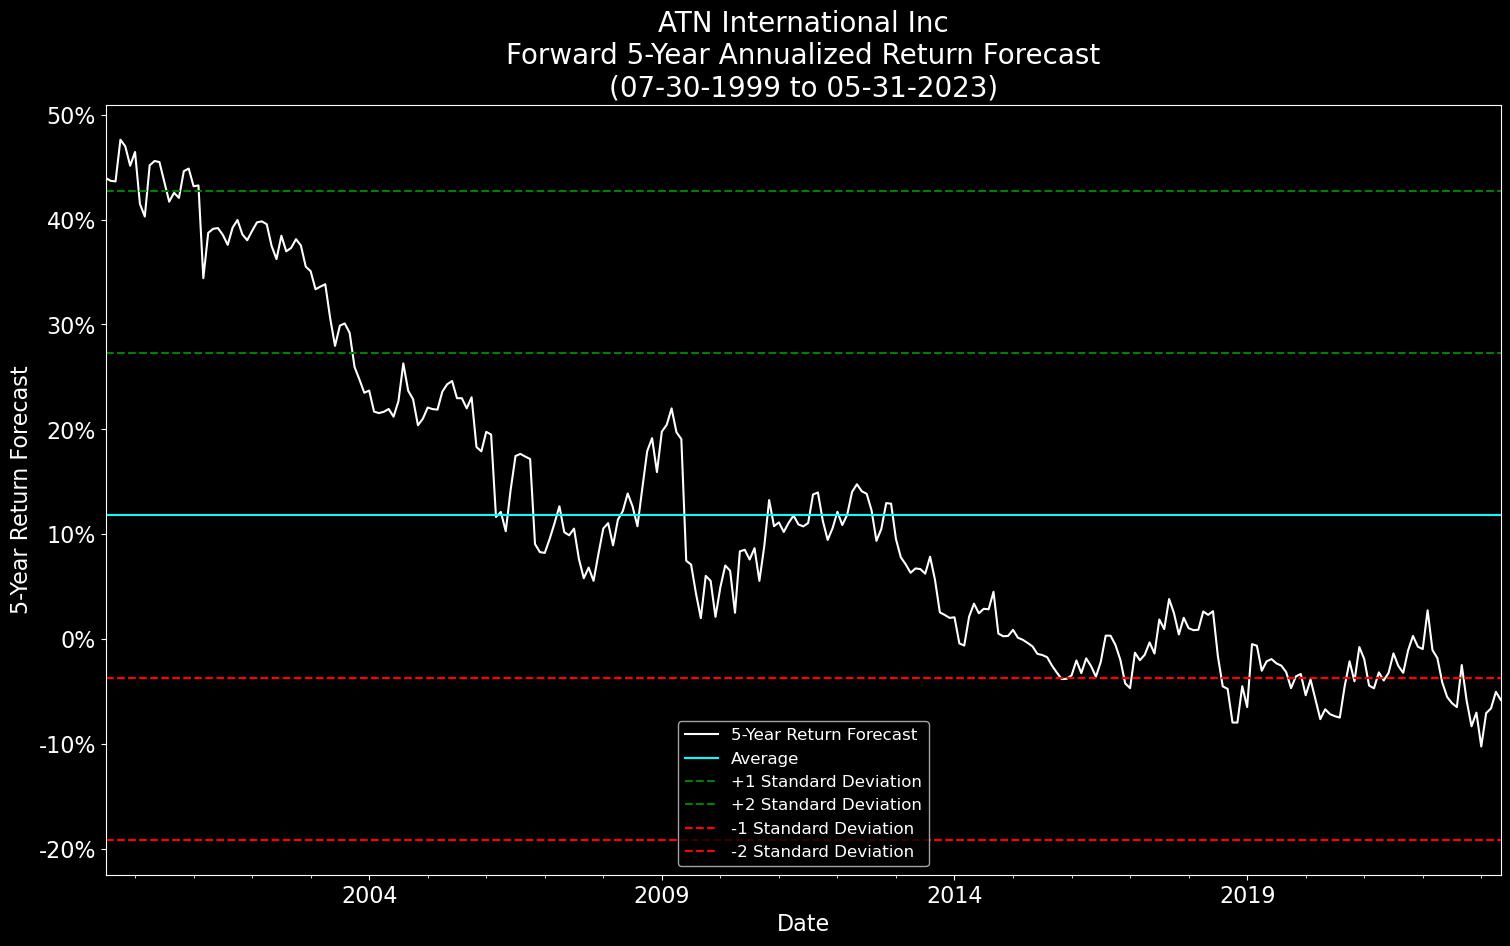 ATN International Inc
Forward 5-Year Annualized Return Forecast
(07-30-1999 to 05-31-2023)
50%
40%
30%
20%
10%
0%
-10%
-20%
5-Year Return Forecast
2004
2009
2014
2019
Date
5-Year Return Forecast
Average
+1 Standard Deviation
+2 Standard Deviation
-1 Standard Deviation
-2 Standard Deviation